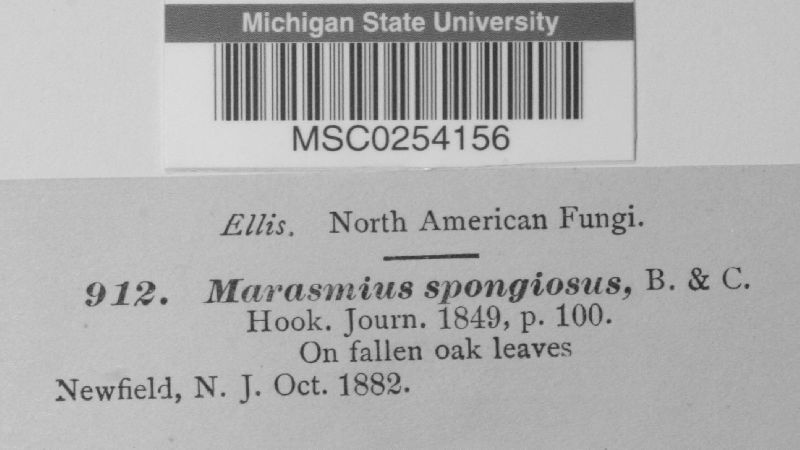 Michigan State University
MSC0254156
Ellis. North American Fungi.
912. Marasmius spongiosus, B. & C.
Hook. Journ. 1849, p. 100.
On fallen oak leaves
Newfield, N. J. Oct. 1882.